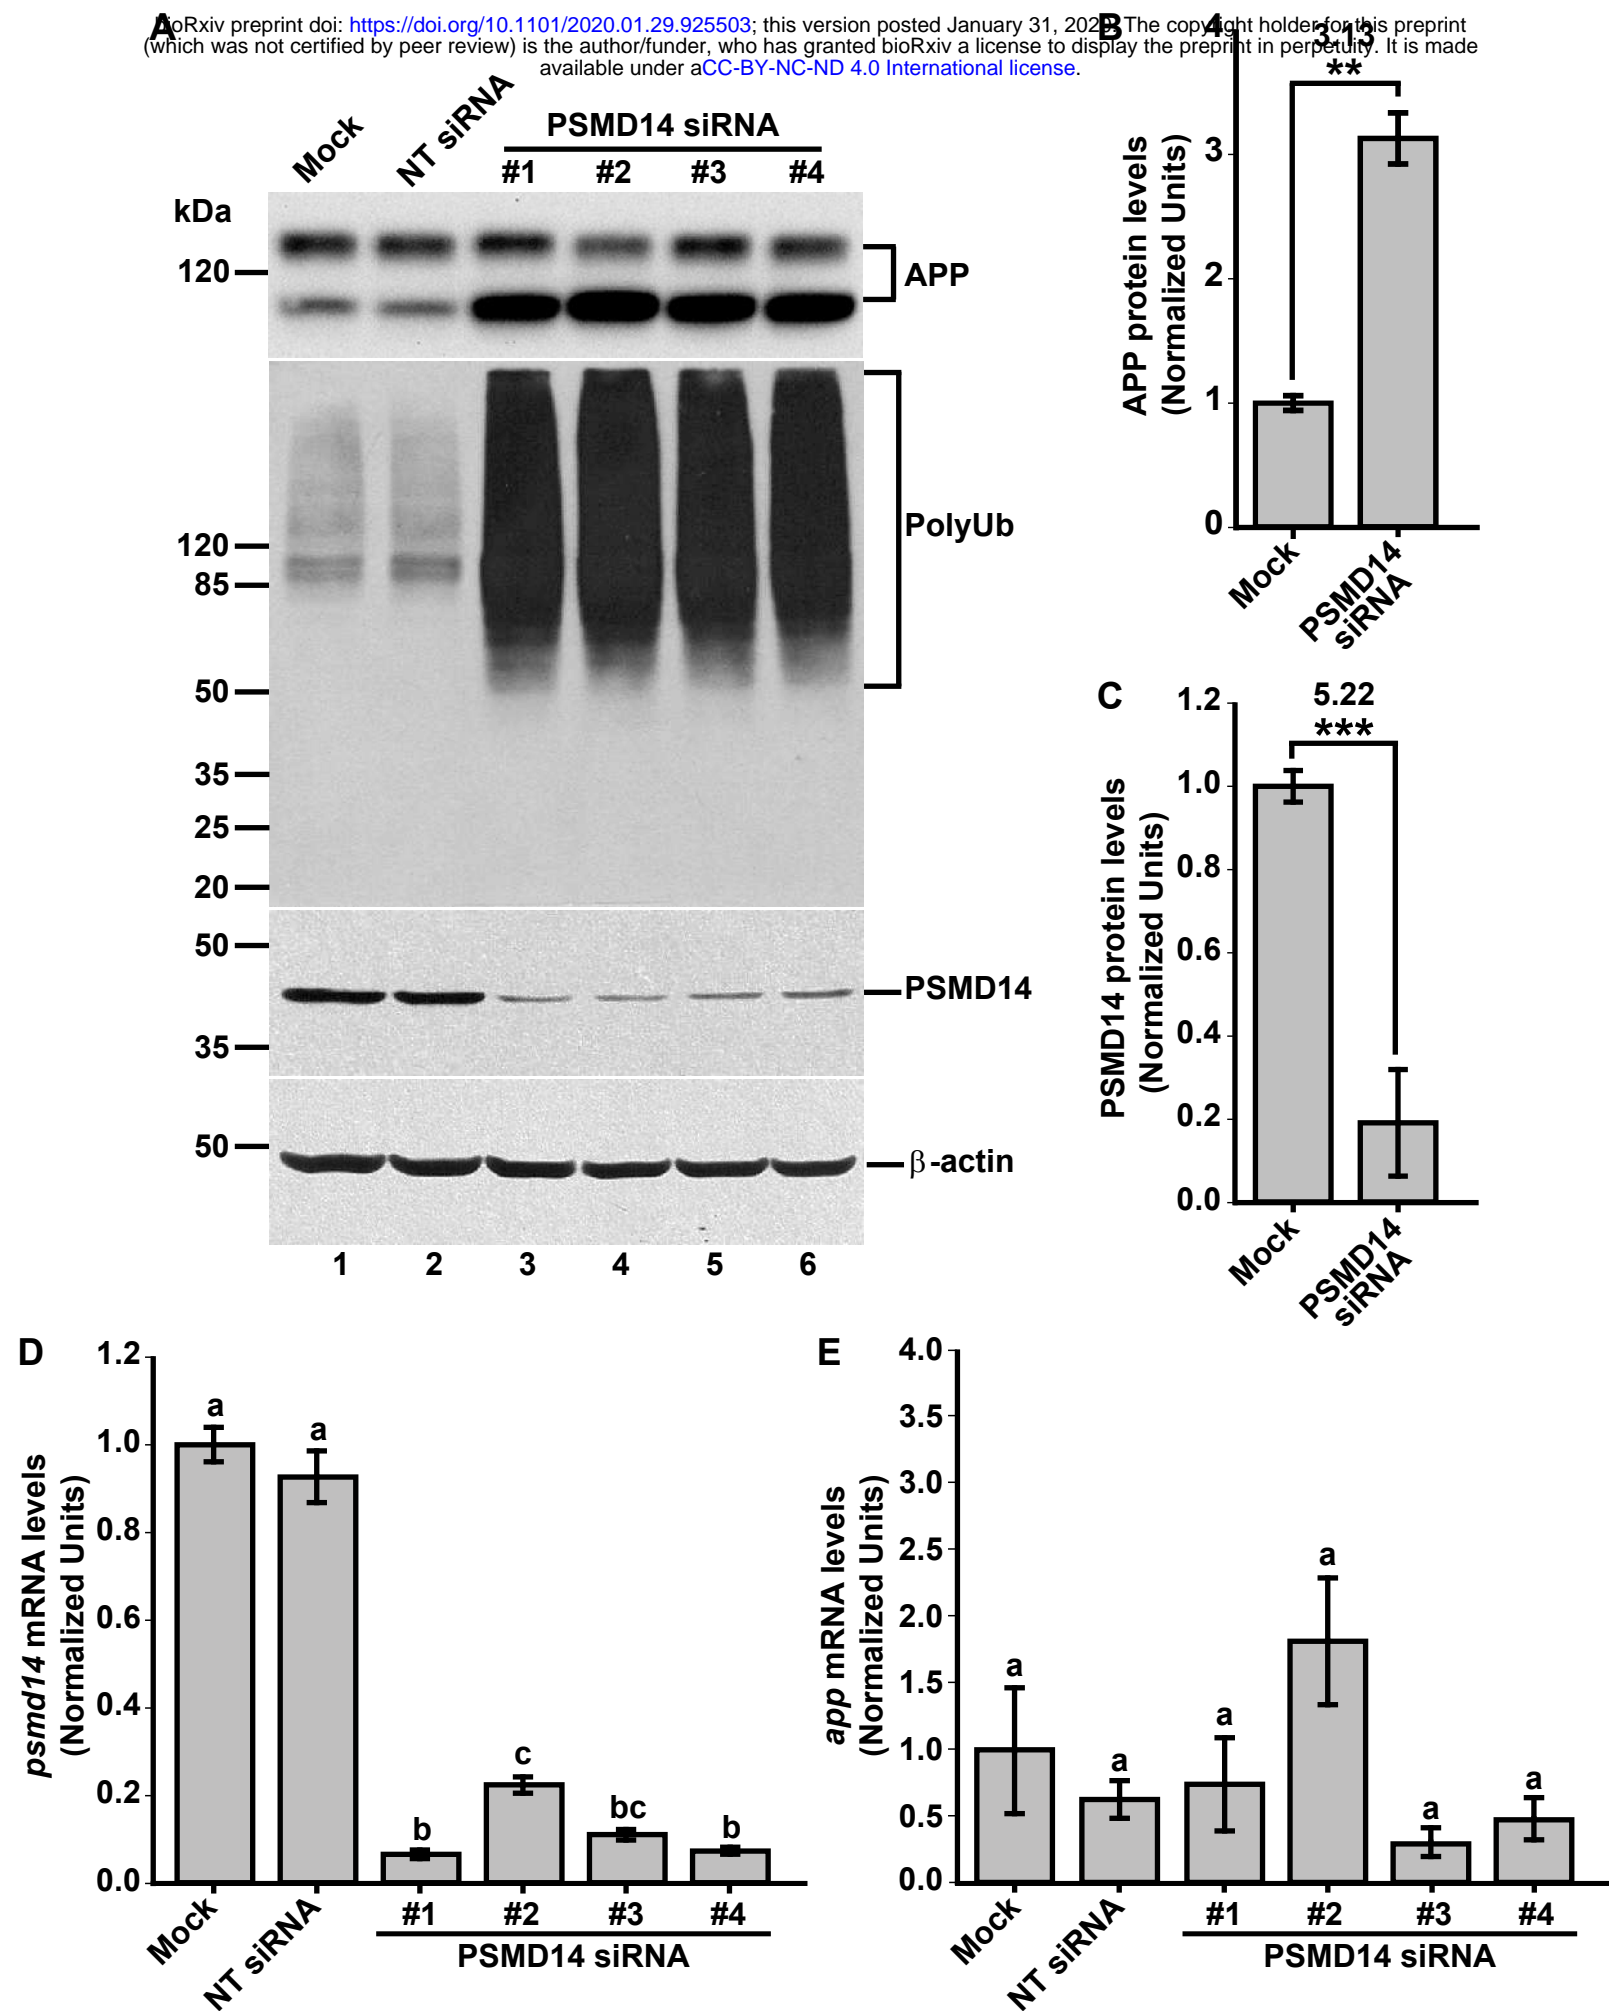 bioRxiv preprint doi: https://doi.org/10.1101/2020.01.29.925503; this version posted January 31, 2020. The copyright holder for this preprint
(which was not certified by peer review) is the author/funder, who has granted bioRxiv a license to display the preprint in perpetuity. It is made
available under aCC-BY-NC-ND 4.0 International license.
A
Mock
NT siRNA
PSMD14 siRNA
#1 #2 #3 #4
kDa
120
APP
PolyUb
120
85
50
35
25
20
50
PSMD14
35
50
β-actin
1 2 3 4 5 6
B
3.13
**
APP protein levels
(Normalized Units)
4
3
2
1
0
Mock
PSMD14
siRNA
C
5.22
***
PSMD14 protein levels
(Normalized Units)
1.2
1.0
0.8
0.6
0.4
0.2
0.0
Mock
PSMD14
siRNA
D
psmd14 mRNA levels
(Normalized Units)
1.2
1.0
0.8
0.6
0.4
0.2
0.0
a a b c bc b
Mock
NT siRNA
#1 #2 #3 #4
PSMD14 siRNA
E
app mRNA levels
(Normalized Units)
4.0
3.5
3.0
2.5
2.0
1.5
1.0
0.5
0.0
a a a a a a
Mock
NT siRNA
#1 #2 #3 #4
PSMD14 siRNA